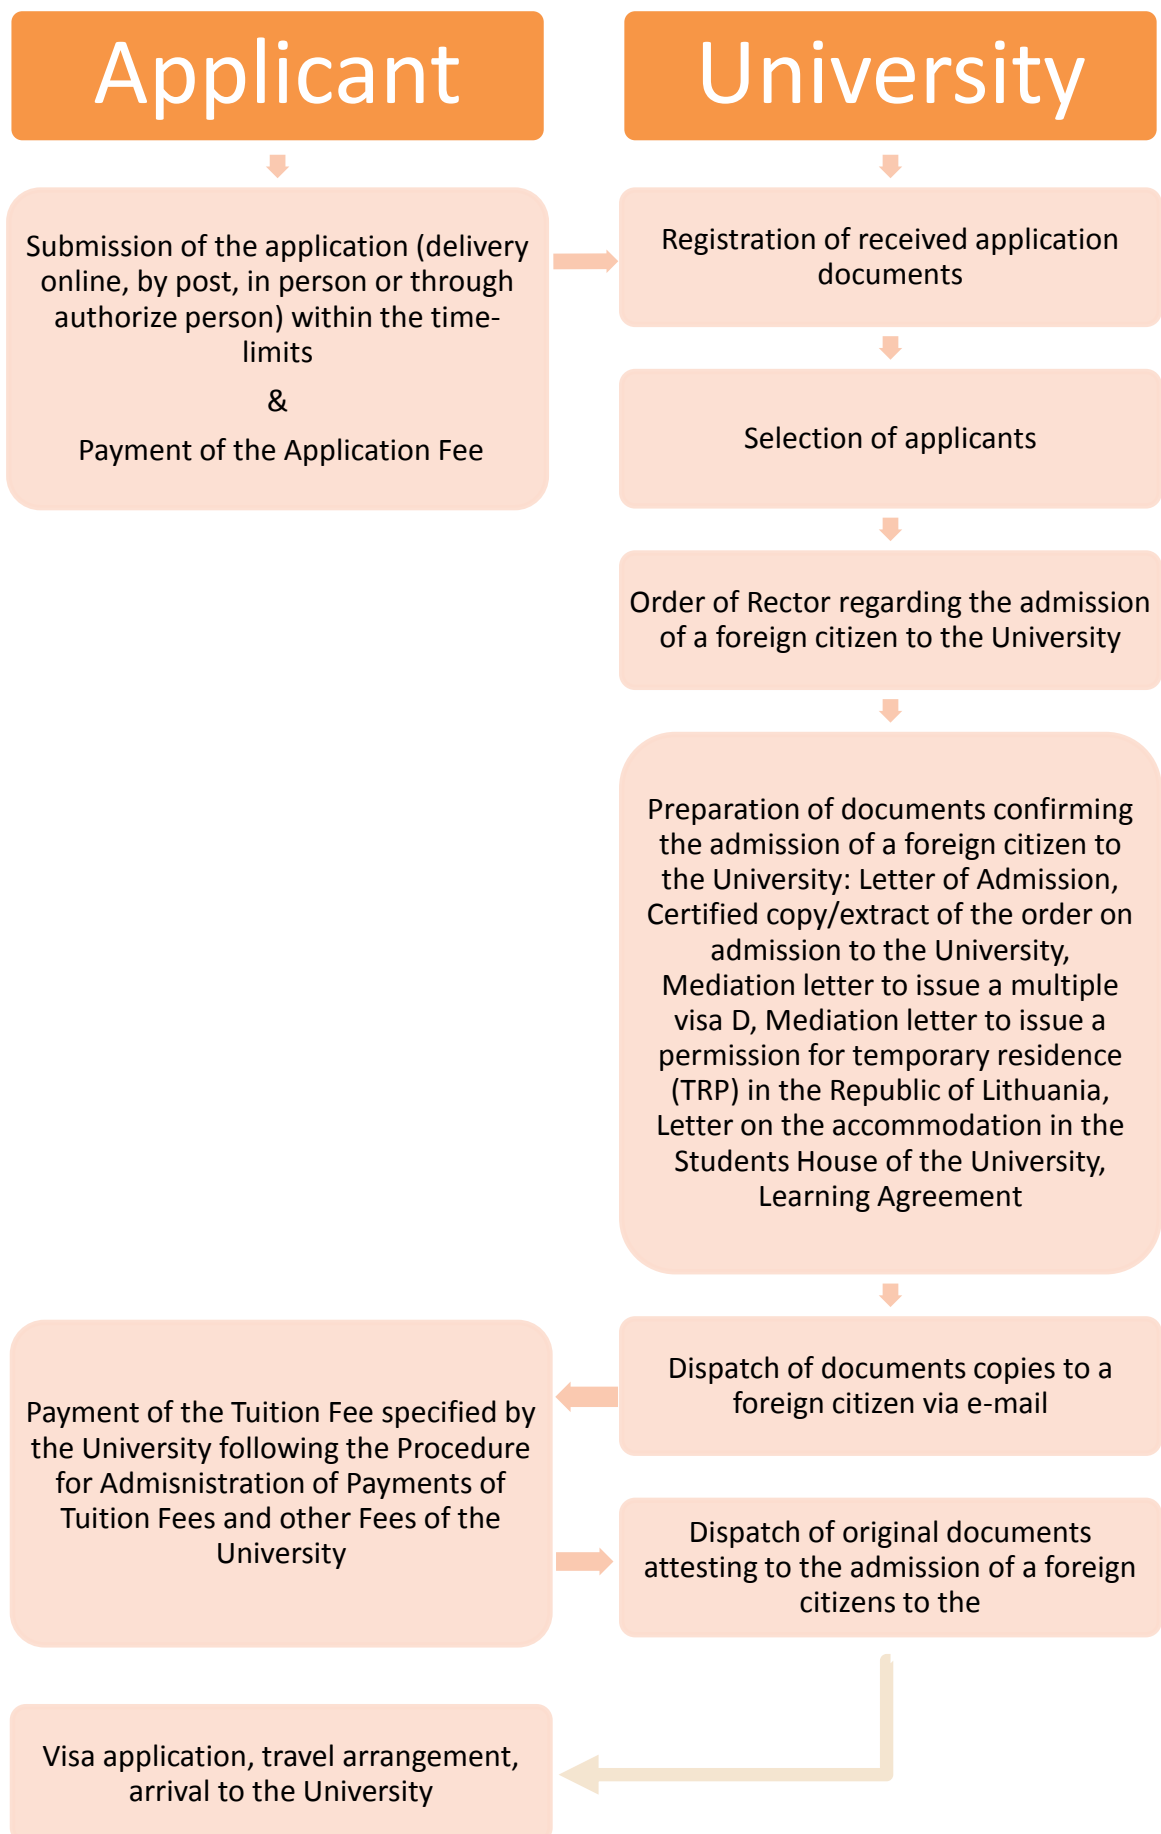 Applicant
University
Submission of the application (delivery
online, by post, in person or through
authorize person) within the time-
limits
&
Payment of the Application Fee
Registration of received application
documents
Selection of applicants
Order of Rector regarding the admission
of a foreign citizen to the University
Preparation of documents confirming
the admission of a foreign citizen to
the University: Letter of Admission,
Certified copy/extract of the order on
admission to the University,
Mediation letter to issue a multiple
visa D, Mediation letter to issue a
permission for temporary residence
(TRP) in the Republic of Lithuania,
Letter on the accommodation in the
Students House of the University,
Learning Agreement
Dispatch of documents copies to a
foreign citizen via e-mail
Payment of the Tuition Fee specified by
the University following the Procedure
for Admisnistration of Payments of
Tuition Fees and other Fees of the
University
Dispatch of original documents
attesting to the admission of a foreign
citizens to the
Visa application, travel arrangement,
arrival to the University